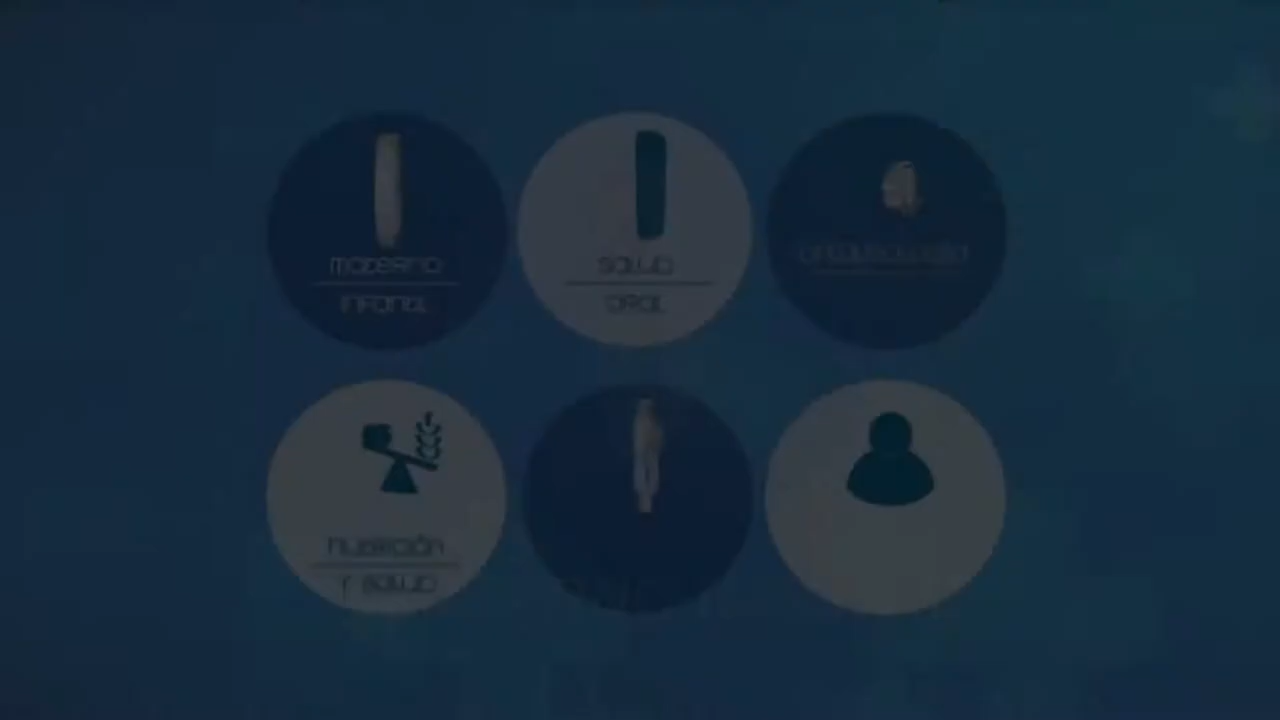 MATERNO
INFANTIL
SALUD
ORAL
NUTRICIÓN
Y SALUD